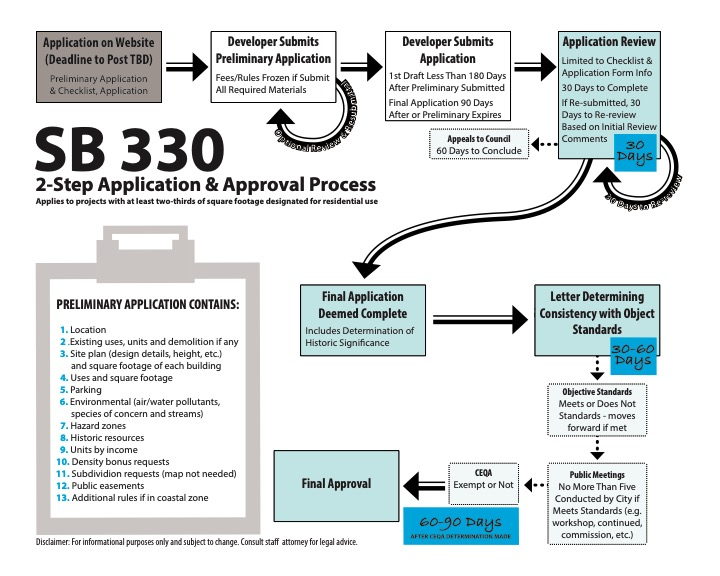 Application on Website
(Deadline to Post TBD)
Preliminary Application
& Checklist, Application
Developer Submits
Preliminary Application
Fees/Rules Frozen if Submit
All Required Materials
Optional Review & Resubmittal
Developer Submits
Application
1st Draft Less Than 180 Days
After Preliminary Submitted
Final Application 90 Days
After or Preliminary Expires
Application Review
Limited to Checklist &
Application Form Info
30 Days to Complete
If Re-submitted, 30
Days to Re-review
Based on Initial Review
Comments
30
Days
30 Days to Re-review
Appeals to Council
60 Days to Conclude
SB 330
2-Step Application & Approval Process
Applies to projects with at least two-thirds of square footage designated for residential use
PRELIMINARY APPLICATION CONTAINS:
1. Location
2 .Existing uses, units and demolition if any
3. Site plan (design details, height, etc.)
and square footage of each building
4. Uses and square footage
5. Parking
6. Environmental (air/water pollutants,
species of concern and streams)
7. Hazard zones
8. Historic resources
9. Units by income
10. Density bonus requests
11. Subdivision requests (map not needed)
12. Public easements
13. Additional rules if in coastal zone
Final Application
Deemed Complete
Includes Determination of
Historic Significance
Letter Determining
Consistency with Object
Standards
30-60
Days
Objective Standards
Meets or Does Not
Standards - moves
forward if met
Public Meetings
No More Than Five
Conducted by City if
Meets Standards (e.g.
workshop, continued,
commission, etc.)
CEQA
Exempt or Not
60-90 Days
AFTER CEQA DETERMINATION MADE
Final Approval
Disclaimer: For informational purposes only and subject to change. Consult staff attorney for legal advice.